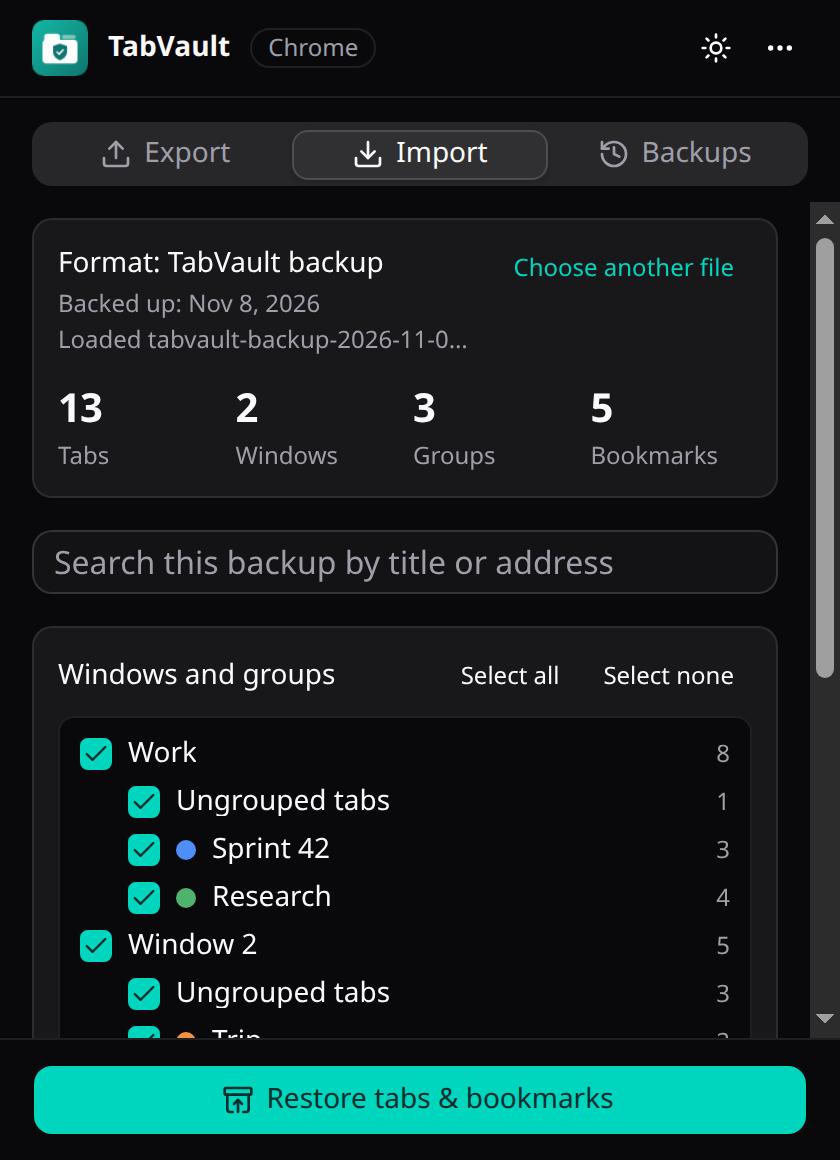 TabVault Chrome
Export Import Backups
Format: TabVault backup
Choose another file
Backed up: Nov 8, 2026
Loaded tabvault-backup-2026-11-0...
13 2 3 5
Tabs Windows Groups Bookmarks
Search this backup by title or address
Windows and groups Select all Select none
Work 8
Ungrouped tabs 1
Sprint 42 3
Research 4
Window 2 5
Ungrouped tabs 3
Trip
Restore tabs & bookmarks